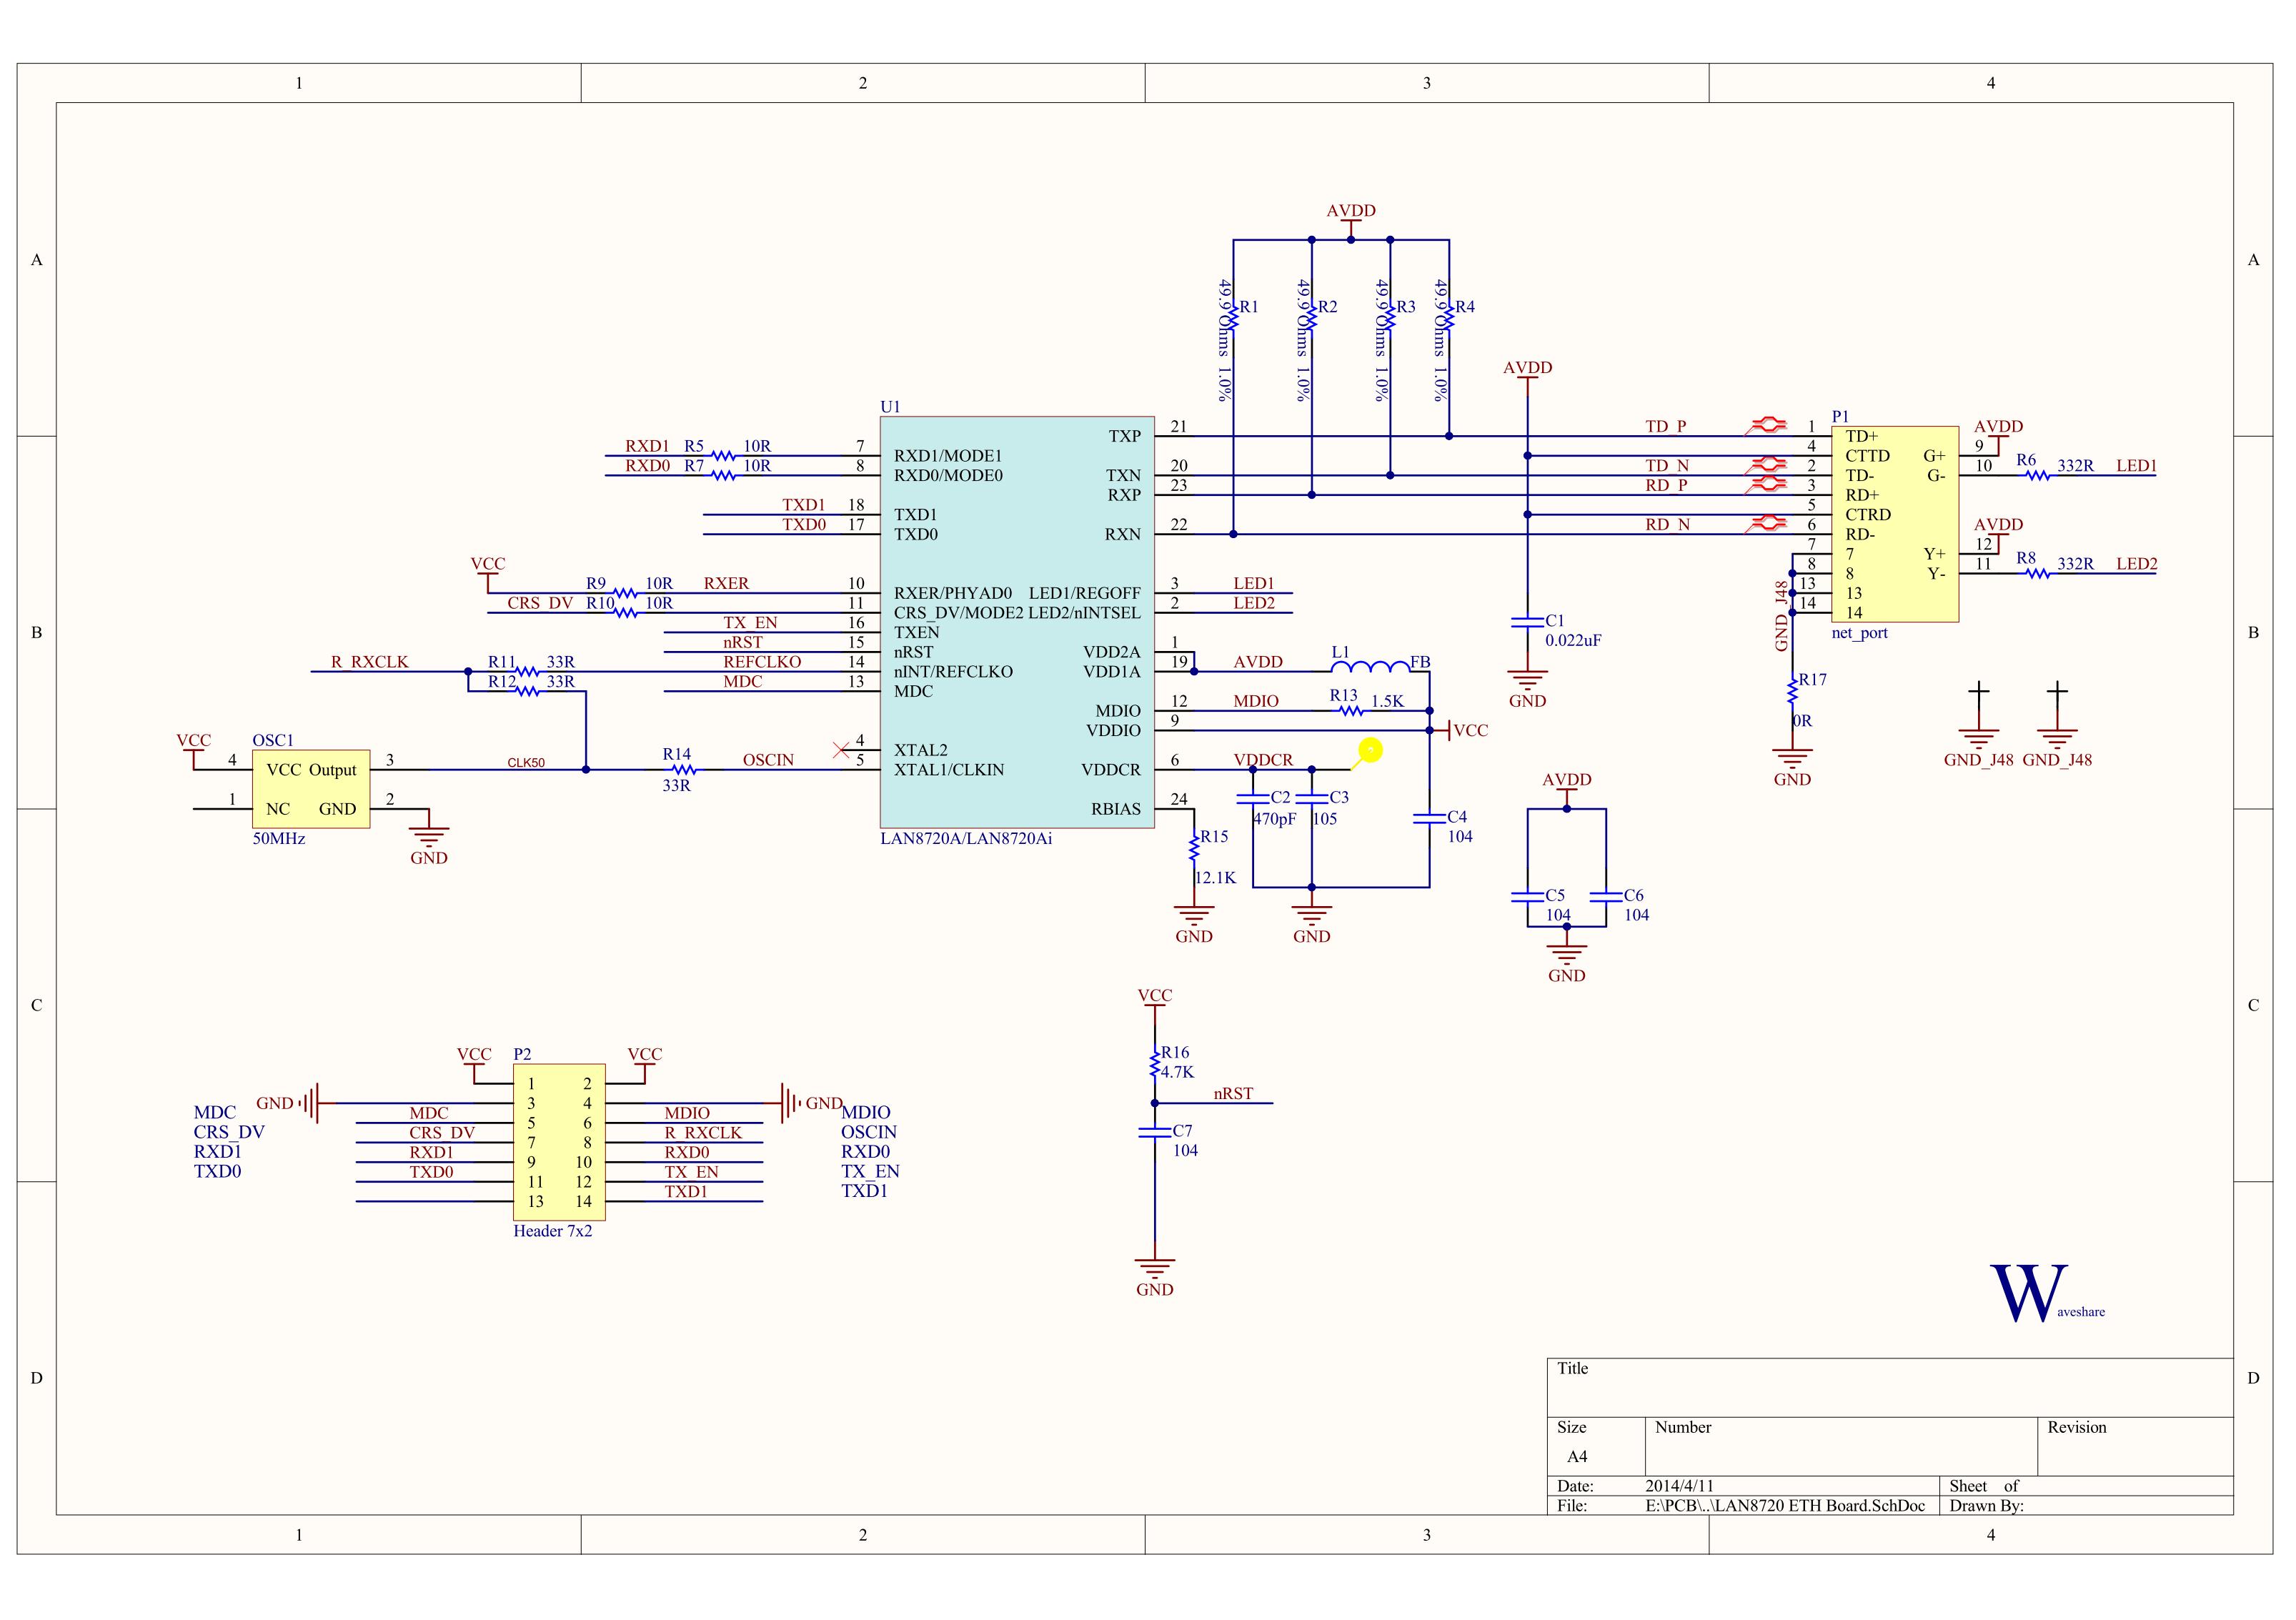 1 2 3 4
A A
B B
C C
D D
1 2 3 4
AVDD
49.9 Ohms 1.0% R1
49.9 Ohms 1.0% R2
49.9 Ohms 1.0% R3
49.9 Ohms 1.0% R4
AVDD
U1
RXD1 R5 10R 7 RXD1/MODE1
RXD0 R7 10R 8 RXD0/MODE0
TXD1 18 TXD1
TXD0 17 TXD0
VCC
R9 10R RXER 10 RXER/PHYAD0
CRS_DV R10 10R 11 CRS_DV/MODE2
TX_EN 16 TXEN
nRST 15 nRST
R_RXCLK R11 33R REFCLKO 14 nINT/REFCLKO
R12 33R MDC 13 MDC
4 XTAL2
CLK50 R14 33R OSCIN 5 XTAL1/CLKIN
TXP 21 TD_P
TXN 20 TD_N
RXP 23 RD_P
RXN 22 RD_N
LED1/REGOFF 3 LED1
LED2/nINTSEL 2 LED2
VDD2A 1
VDD1A 19 AVDD L1 FB
MDIO 12 MDIO R13 1.5K
VDDIO 9 VCC
VDDCR 6 VDDCR
RBIAS 24
LAN8720A/LAN8720Ai
C2 470pF
C3 105
C4 104
R15
12.1K
GND
GND
C1
0.022uF
GND
P1
1 TD+
4 CTTD
2 TD-
3 RD+
5 CTRD
6 RD-
7 7
8 8
13 13
14 14
G+ 9 AVDD
G- 10 R6 332R LED1
Y+ 12 AVDD
Y- 11 R8 332R LED2
net_port
GND_J48
R17
0R
GND
GND_J48 GND_J48
VCC
OSC1
4 VCC Output 3
1 NC GND 2
50MHz
GND
AVDD
C5
104
C6
104
GND
VCC
R16
4.7K
nRST
C7
104
GND
VCC P2 VCC
1 2
GND 3 4 GND
MDC 5 6 MDIO
CRS_DV 7 8 R_RXCLK
RXD1 9 10 RXD0
TXD0 11 12 TX_EN
13 14 TXD1
Header 7x2
MDC
CRS_DV
RXD1
TXD0
MDIO
OSCIN
RXD0
TX_EN
TXD1
Waveshare
Title
Size Number Revision
A4
Date: 2014/4/11 Sheet of
File: E:\PCB\..\LAN8720 ETH Board.SchDoc Drawn By: